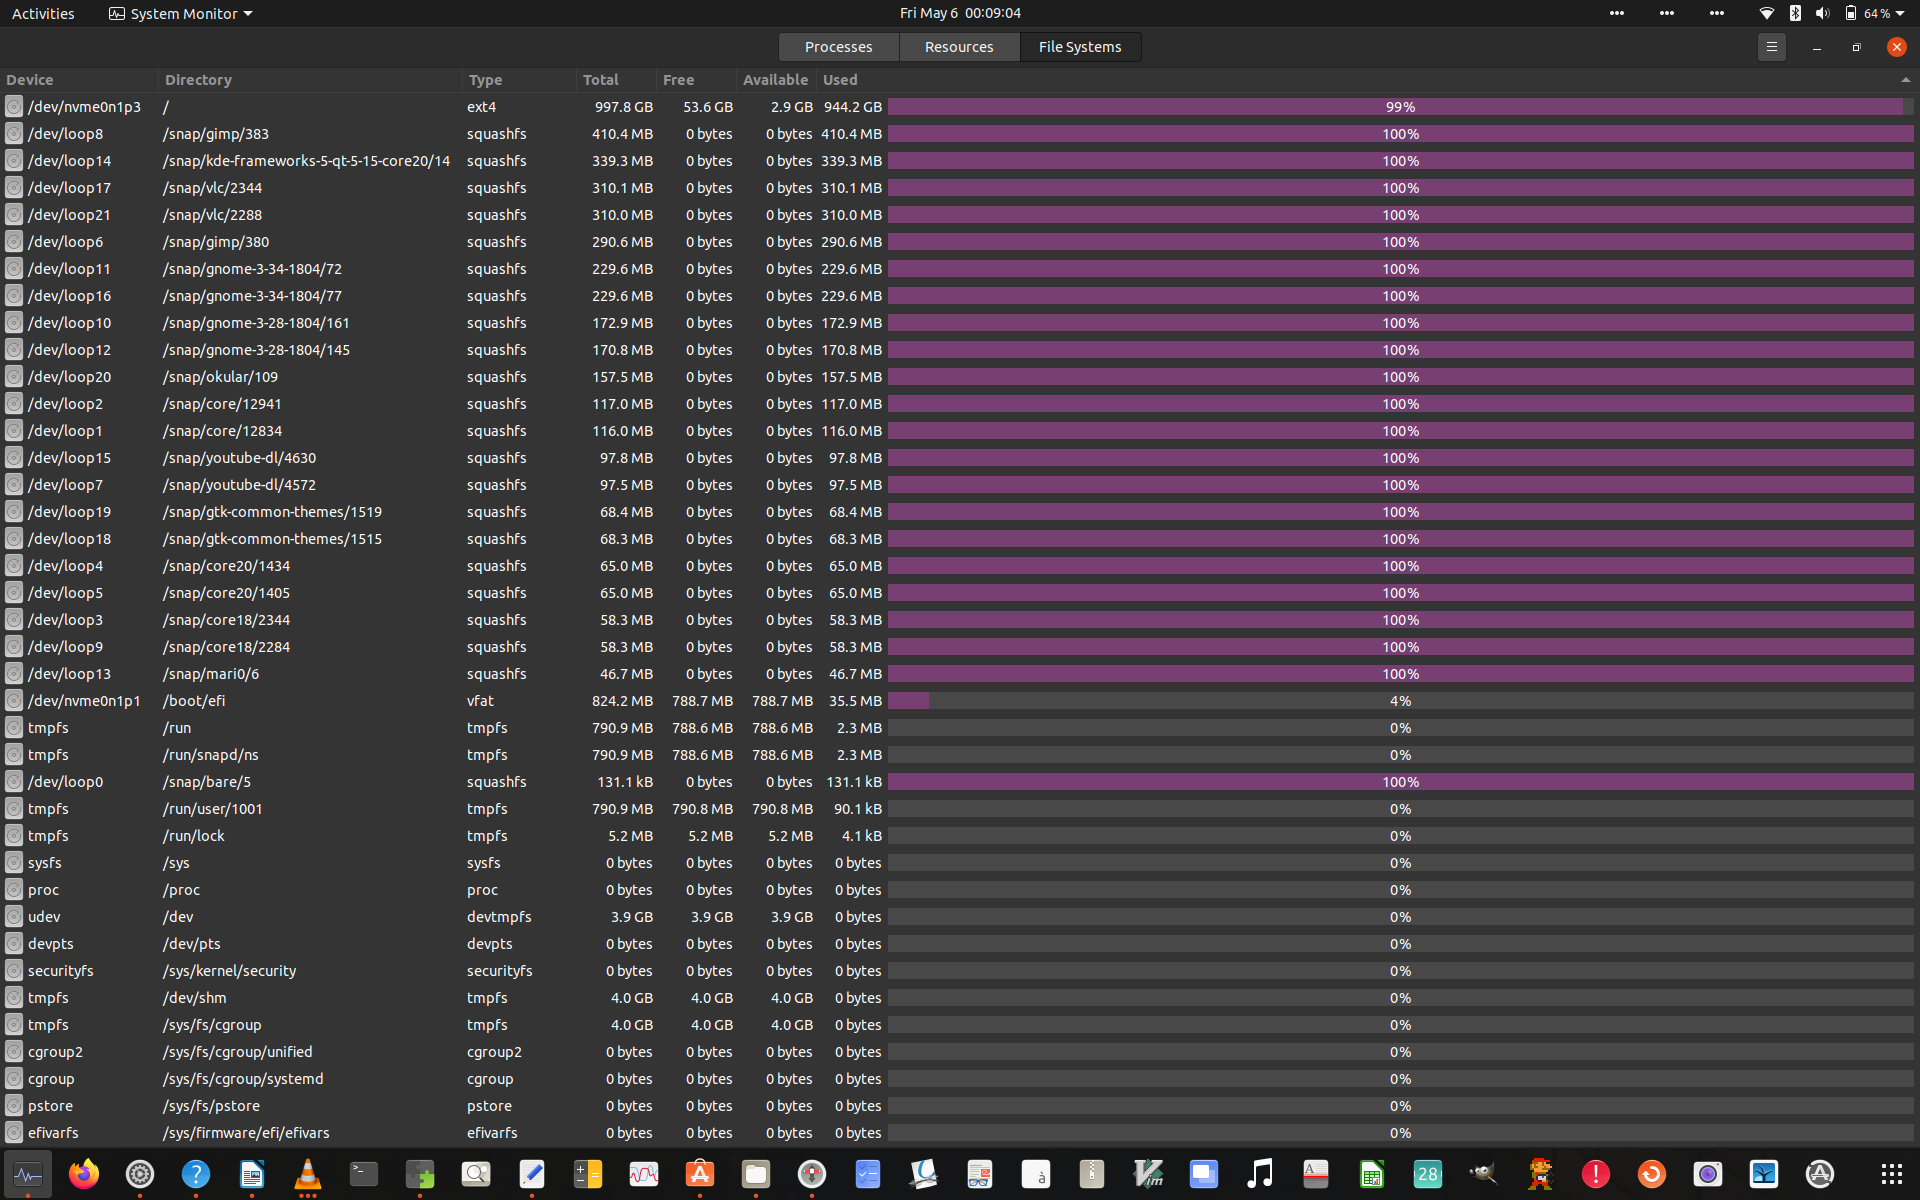 Activities System Monitor Fri May 6 00:09:04 64%
Processes Resources File Systems
Device Directory Type Total Free Available Used
/dev/nvme0n1p3 / ext4 997.8 GB 53.6 GB 2.9 GB 944.2 GB 99%
/dev/loop8 /snap/gimp/383 squashfs 410.4 MB 0 bytes 0 bytes 410.4 MB 100%
/dev/loop14 /snap/kde-frameworks-5-qt-5-15-core20/14 squashfs 339.3 MB 0 bytes 0 bytes 339.3 MB 100%
/dev/loop17 /snap/vlc/2344 squashfs 310.1 MB 0 bytes 0 bytes 310.1 MB 100%
/dev/loop21 /snap/vlc/2288 squashfs 310.0 MB 0 bytes 0 bytes 310.0 MB 100%
/dev/loop6 /snap/gimp/380 squashfs 290.6 MB 0 bytes 0 bytes 290.6 MB 100%
/dev/loop11 /snap/gnome-3-34-1804/72 squashfs 229.6 MB 0 bytes 0 bytes 229.6 MB 100%
/dev/loop16 /snap/gnome-3-34-1804/77 squashfs 229.6 MB 0 bytes 0 bytes 229.6 MB 100%
/dev/loop10 /snap/gnome-3-28-1804/161 squashfs 172.9 MB 0 bytes 0 bytes 172.9 MB 100%
/dev/loop12 /snap/gnome-3-28-1804/145 squashfs 170.8 MB 0 bytes 0 bytes 170.8 MB 100%
/dev/loop20 /snap/okular/109 squashfs 157.5 MB 0 bytes 0 bytes 157.5 MB 100%
/dev/loop2 /snap/core/12941 squashfs 117.0 MB 0 bytes 0 bytes 117.0 MB 100%
/dev/loop1 /snap/core/12834 squashfs 116.0 MB 0 bytes 0 bytes 116.0 MB 100%
/dev/loop15 /snap/youtube-dl/4630 squashfs 97.8 MB 0 bytes 0 bytes 97.8 MB 100%
/dev/loop7 /snap/youtube-dl/4572 squashfs 97.5 MB 0 bytes 0 bytes 97.5 MB 100%
/dev/loop19 /snap/gtk-common-themes/1519 squashfs 68.4 MB 0 bytes 0 bytes 68.4 MB 100%
/dev/loop18 /snap/gtk-common-themes/1515 squashfs 68.3 MB 0 bytes 0 bytes 68.3 MB 100%
/dev/loop4 /snap/core20/1434 squashfs 65.0 MB 0 bytes 0 bytes 65.0 MB 100%
/dev/loop5 /snap/core20/1405 squashfs 65.0 MB 0 bytes 0 bytes 65.0 MB 100%
/dev/loop3 /snap/core18/2344 squashfs 58.3 MB 0 bytes 0 bytes 58.3 MB 100%
/dev/loop9 /snap/core18/2284 squashfs 58.3 MB 0 bytes 0 bytes 58.3 MB 100%
/dev/loop13 /snap/mari0/6 squashfs 46.7 MB 0 bytes 0 bytes 46.7 MB 100%
/dev/nvme0n1p1 /boot/efi vfat 824.2 MB 788.7 MB 788.7 MB 35.5 MB 4%
tmpfs /run tmpfs 790.9 MB 788.6 MB 788.6 MB 2.3 MB 0%
tmpfs /run/snapd/ns tmpfs 790.9 MB 788.6 MB 788.6 MB 2.3 MB 0%
/dev/loop0 /snap/bare/5 squashfs 131.1 kB 0 bytes 0 bytes 131.1 kB 100%
tmpfs /run/user/1001 tmpfs 790.9 MB 790.8 MB 790.8 MB 90.1 kB 0%
tmpfs /run/lock tmpfs 5.2 MB 5.2 MB 5.2 MB 4.1 kB 0%
sysfs /sys sysfs 0 bytes 0 bytes 0 bytes 0 bytes 0%
proc /proc proc 0 bytes 0 bytes 0 bytes 0 bytes 0%
udev /dev devtmpfs 3.9 GB 3.9 GB 3.9 GB 0 bytes 0%
devpts /dev/pts devpts 0 bytes 0 bytes 0 bytes 0 bytes 0%
securityfs /sys/kernel/security securityfs 0 bytes 0 bytes 0 bytes 0 bytes 0%
tmpfs /dev/shm tmpfs 4.0 GB 4.0 GB 4.0 GB 0 bytes 0%
tmpfs /sys/fs/cgroup tmpfs 4.0 GB 4.0 GB 4.0 GB 0 bytes 0%
cgroup2 /sys/fs/cgroup/unified cgroup2 0 bytes 0 bytes 0 bytes 0 bytes 0%
cgroup /sys/fs/cgroup/systemd cgroup 0 bytes 0 bytes 0 bytes 0 bytes 0%
pstore /sys/fs/pstore pstore 0 bytes 0 bytes 0 bytes 0 bytes 0%
efivarfs /sys/firmware/efi/efivars efivarfs 0 bytes 0 bytes 0 bytes 0 bytes 0%
? >_ à Vim A 28 !